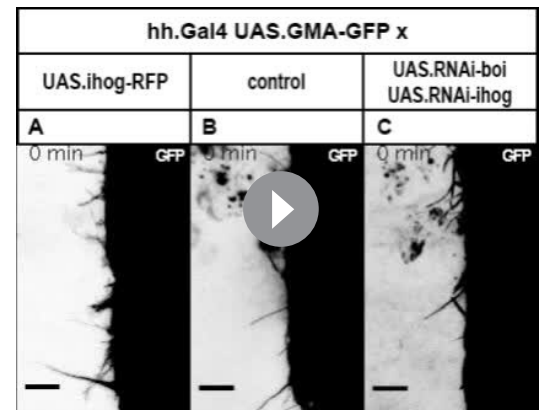 hh.Gal4 UAS.GMA-GFP x
UAS.ihog-RFP
control
UAS.RNAi-boi
UAS.RNAi-ihog
A
B
C
0 min
GFP
0 min
GFP
0 min
GFP